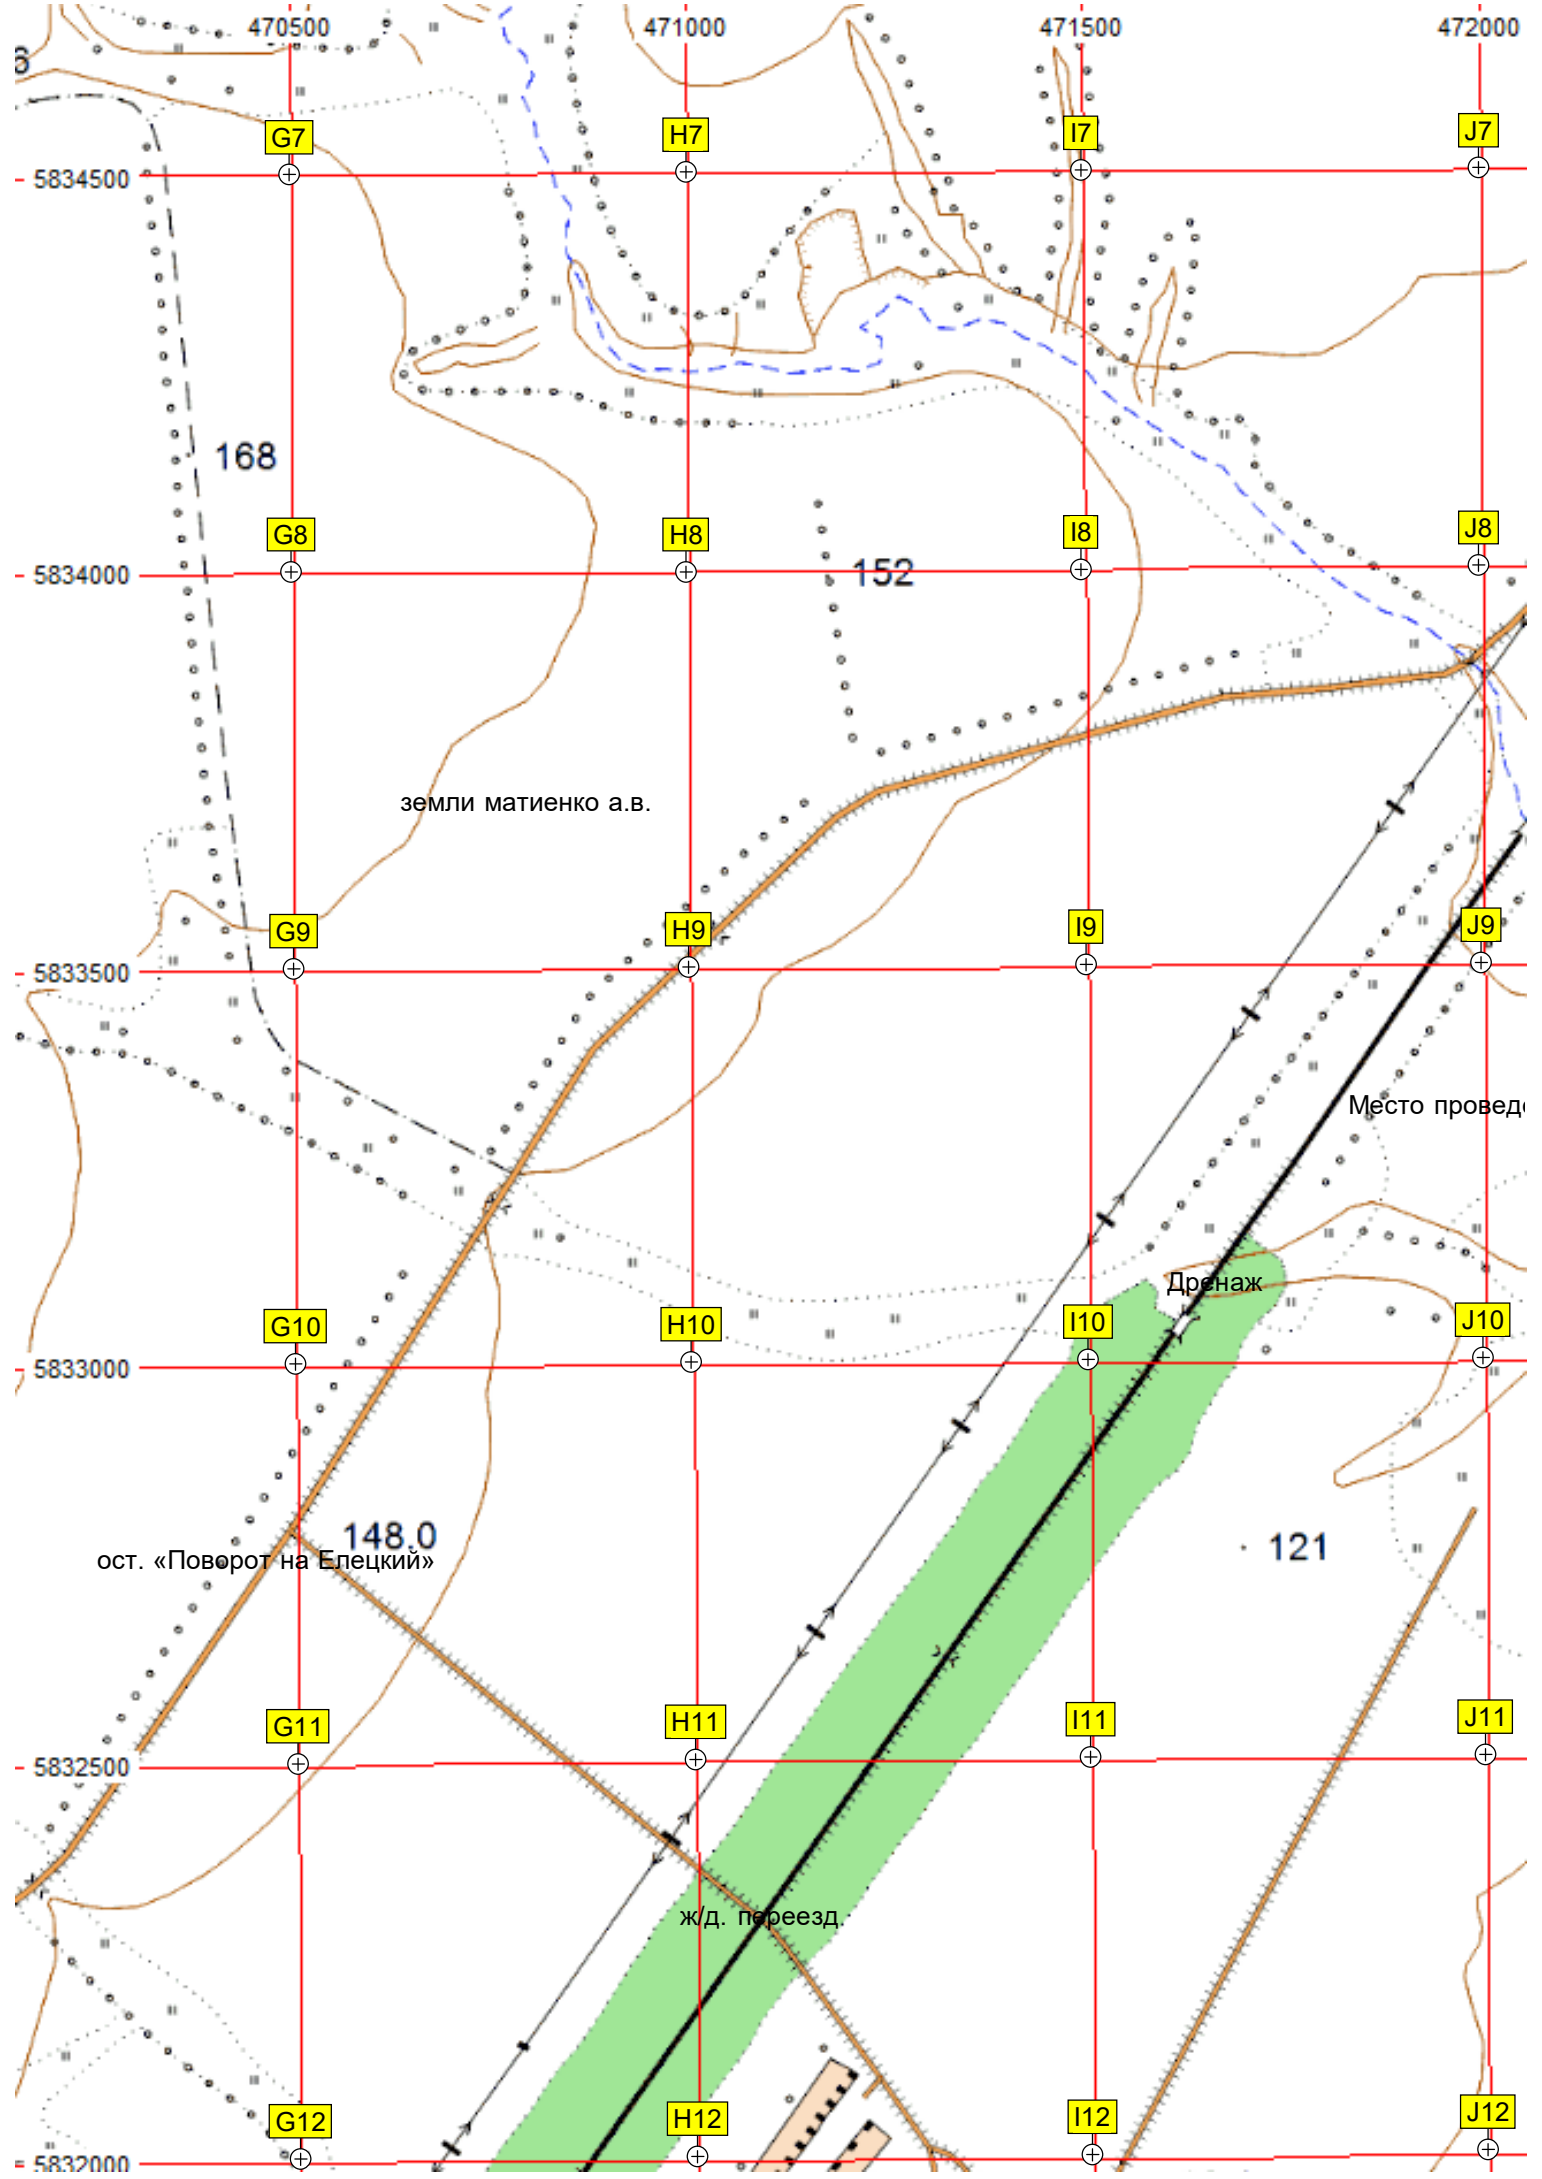 470500 471000 471500 472000
G7 H7 I7 J7
5834500
168
G8 H8 I8 J8
5834000
152
земли матиенко а.в.
G9 H9 I9 J9
5833500
Место провед
Дренаж
G10 H10 I10 J10
5833000
148.0
121
ост. «Поворот на Елецкий»
G11 H11 I11 J11
5832500
ж/д. переезд.
G12 H12 I12 J12
5832000